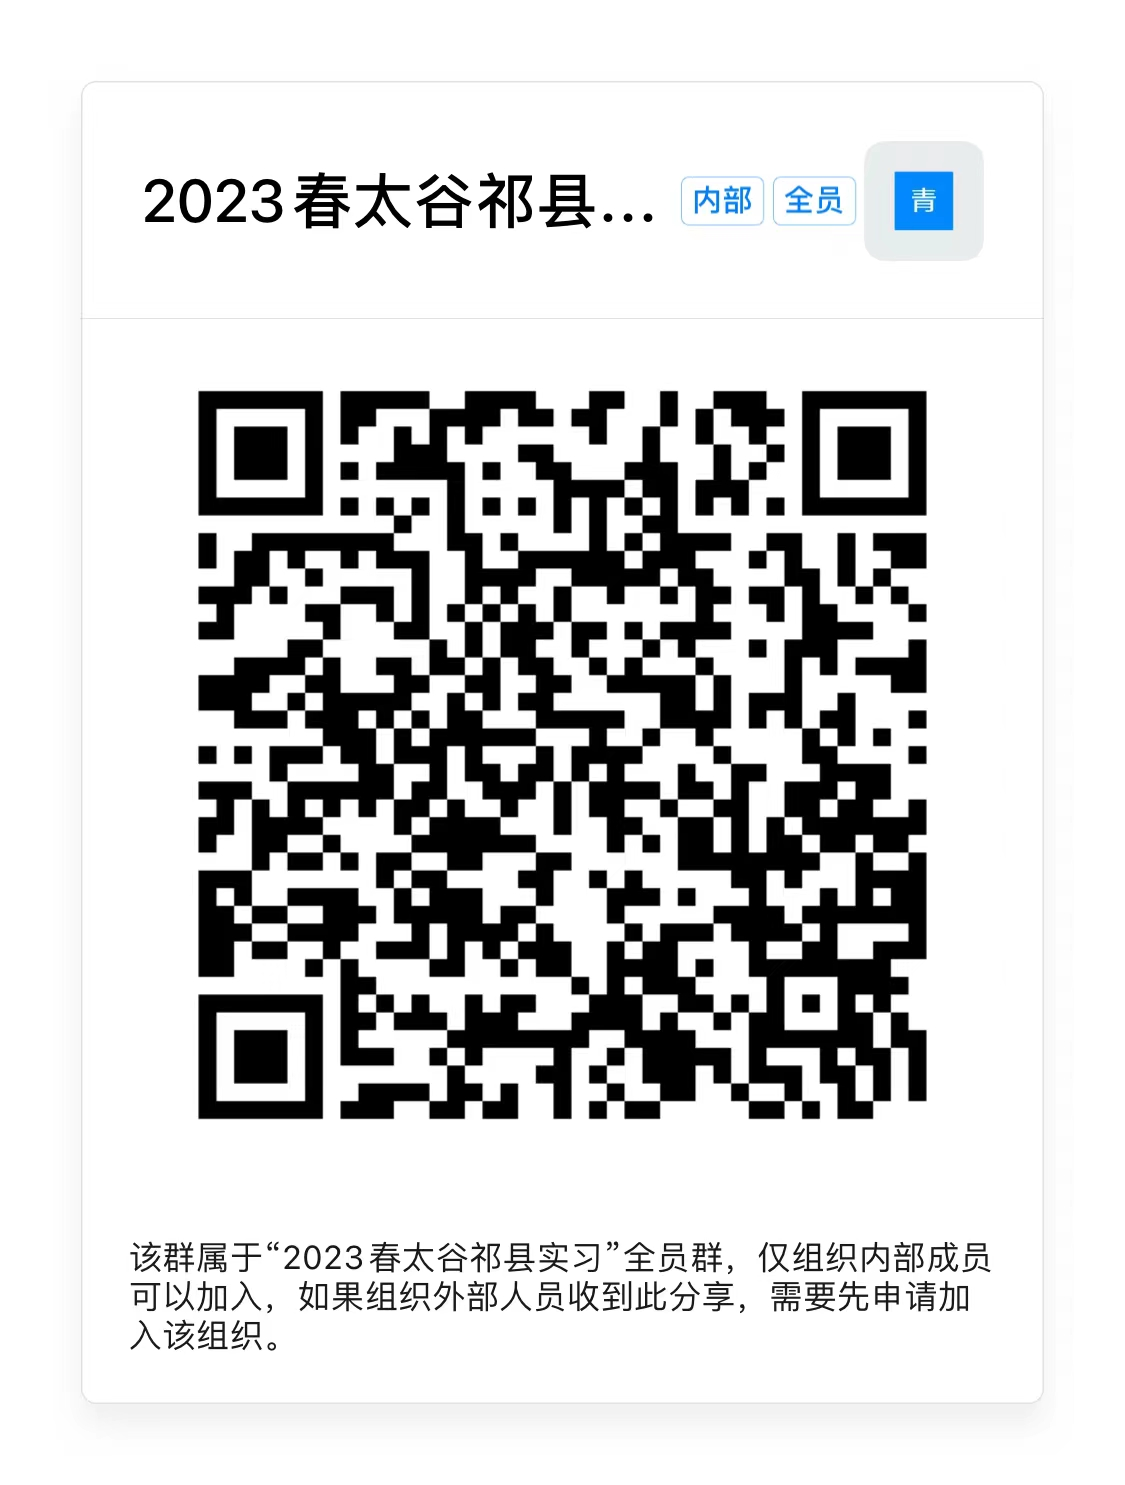 2023春太谷祁县... 内部 全员 青
该群属于“2023春太谷祁县实习”全员群，仅组织内部成员
可以加入，如果组织外部人员收到此分享，需要先申请加
入该组织。